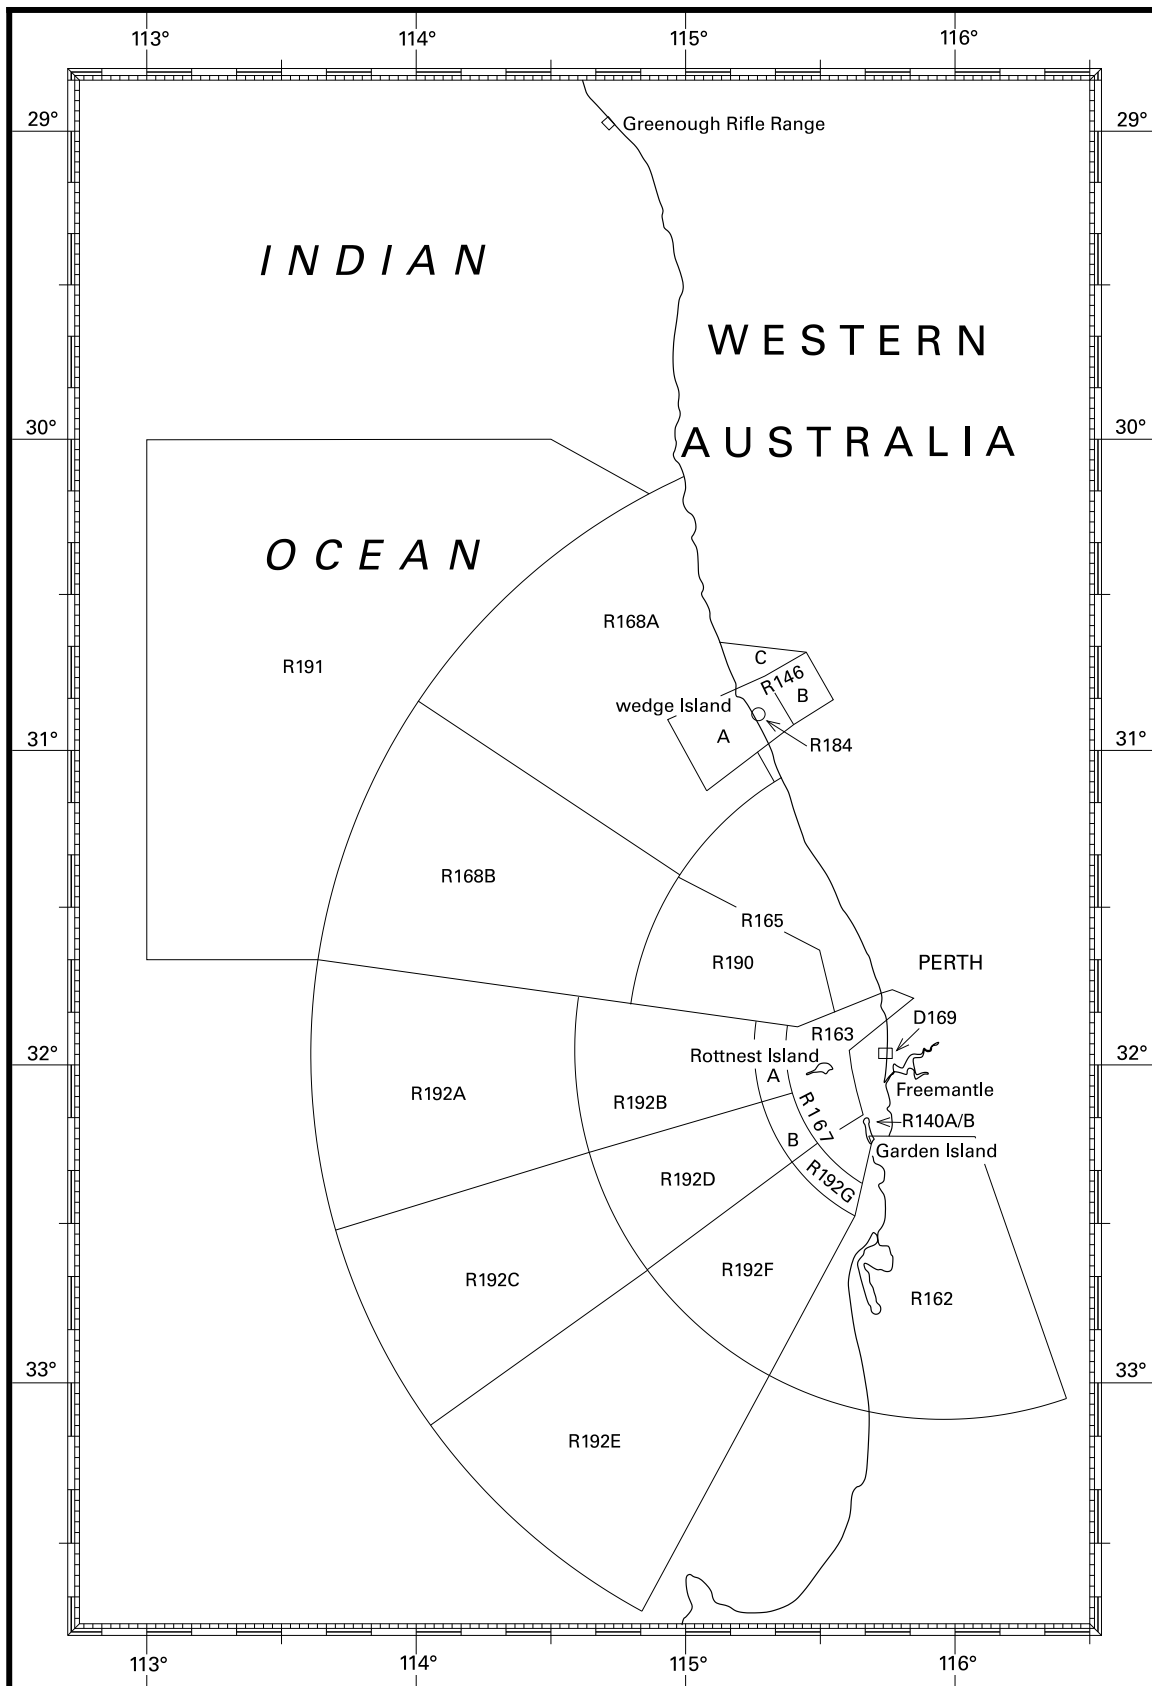 113° 114° 115° 116°
29° 29°
Greenough Rifle Range
INDIAN
WESTERN
30° 30°
AUSTRALIA
OCEAN
R168A
C
R191
R146
B
wedge Island
A
R184
31° 31°
R168B
R165
R190
PERTH
D169
R163
Rottnest Island
32° 32°
A
Freemantle
R192A
R192B
R167
R140A/B
B
Garden Island
R192D
R192G
R192F
R192C
R162
33° 33°
R192E
113° 114° 115° 116°